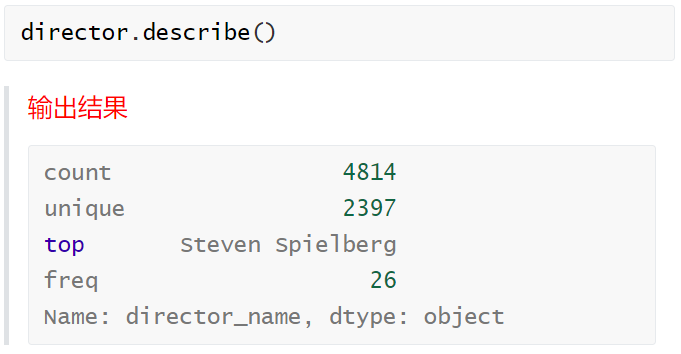 director.describe()
输出结果
count                 4814
unique                2397
top       Steven Spielberg
freq                    26
Name: director_name, dtype: object